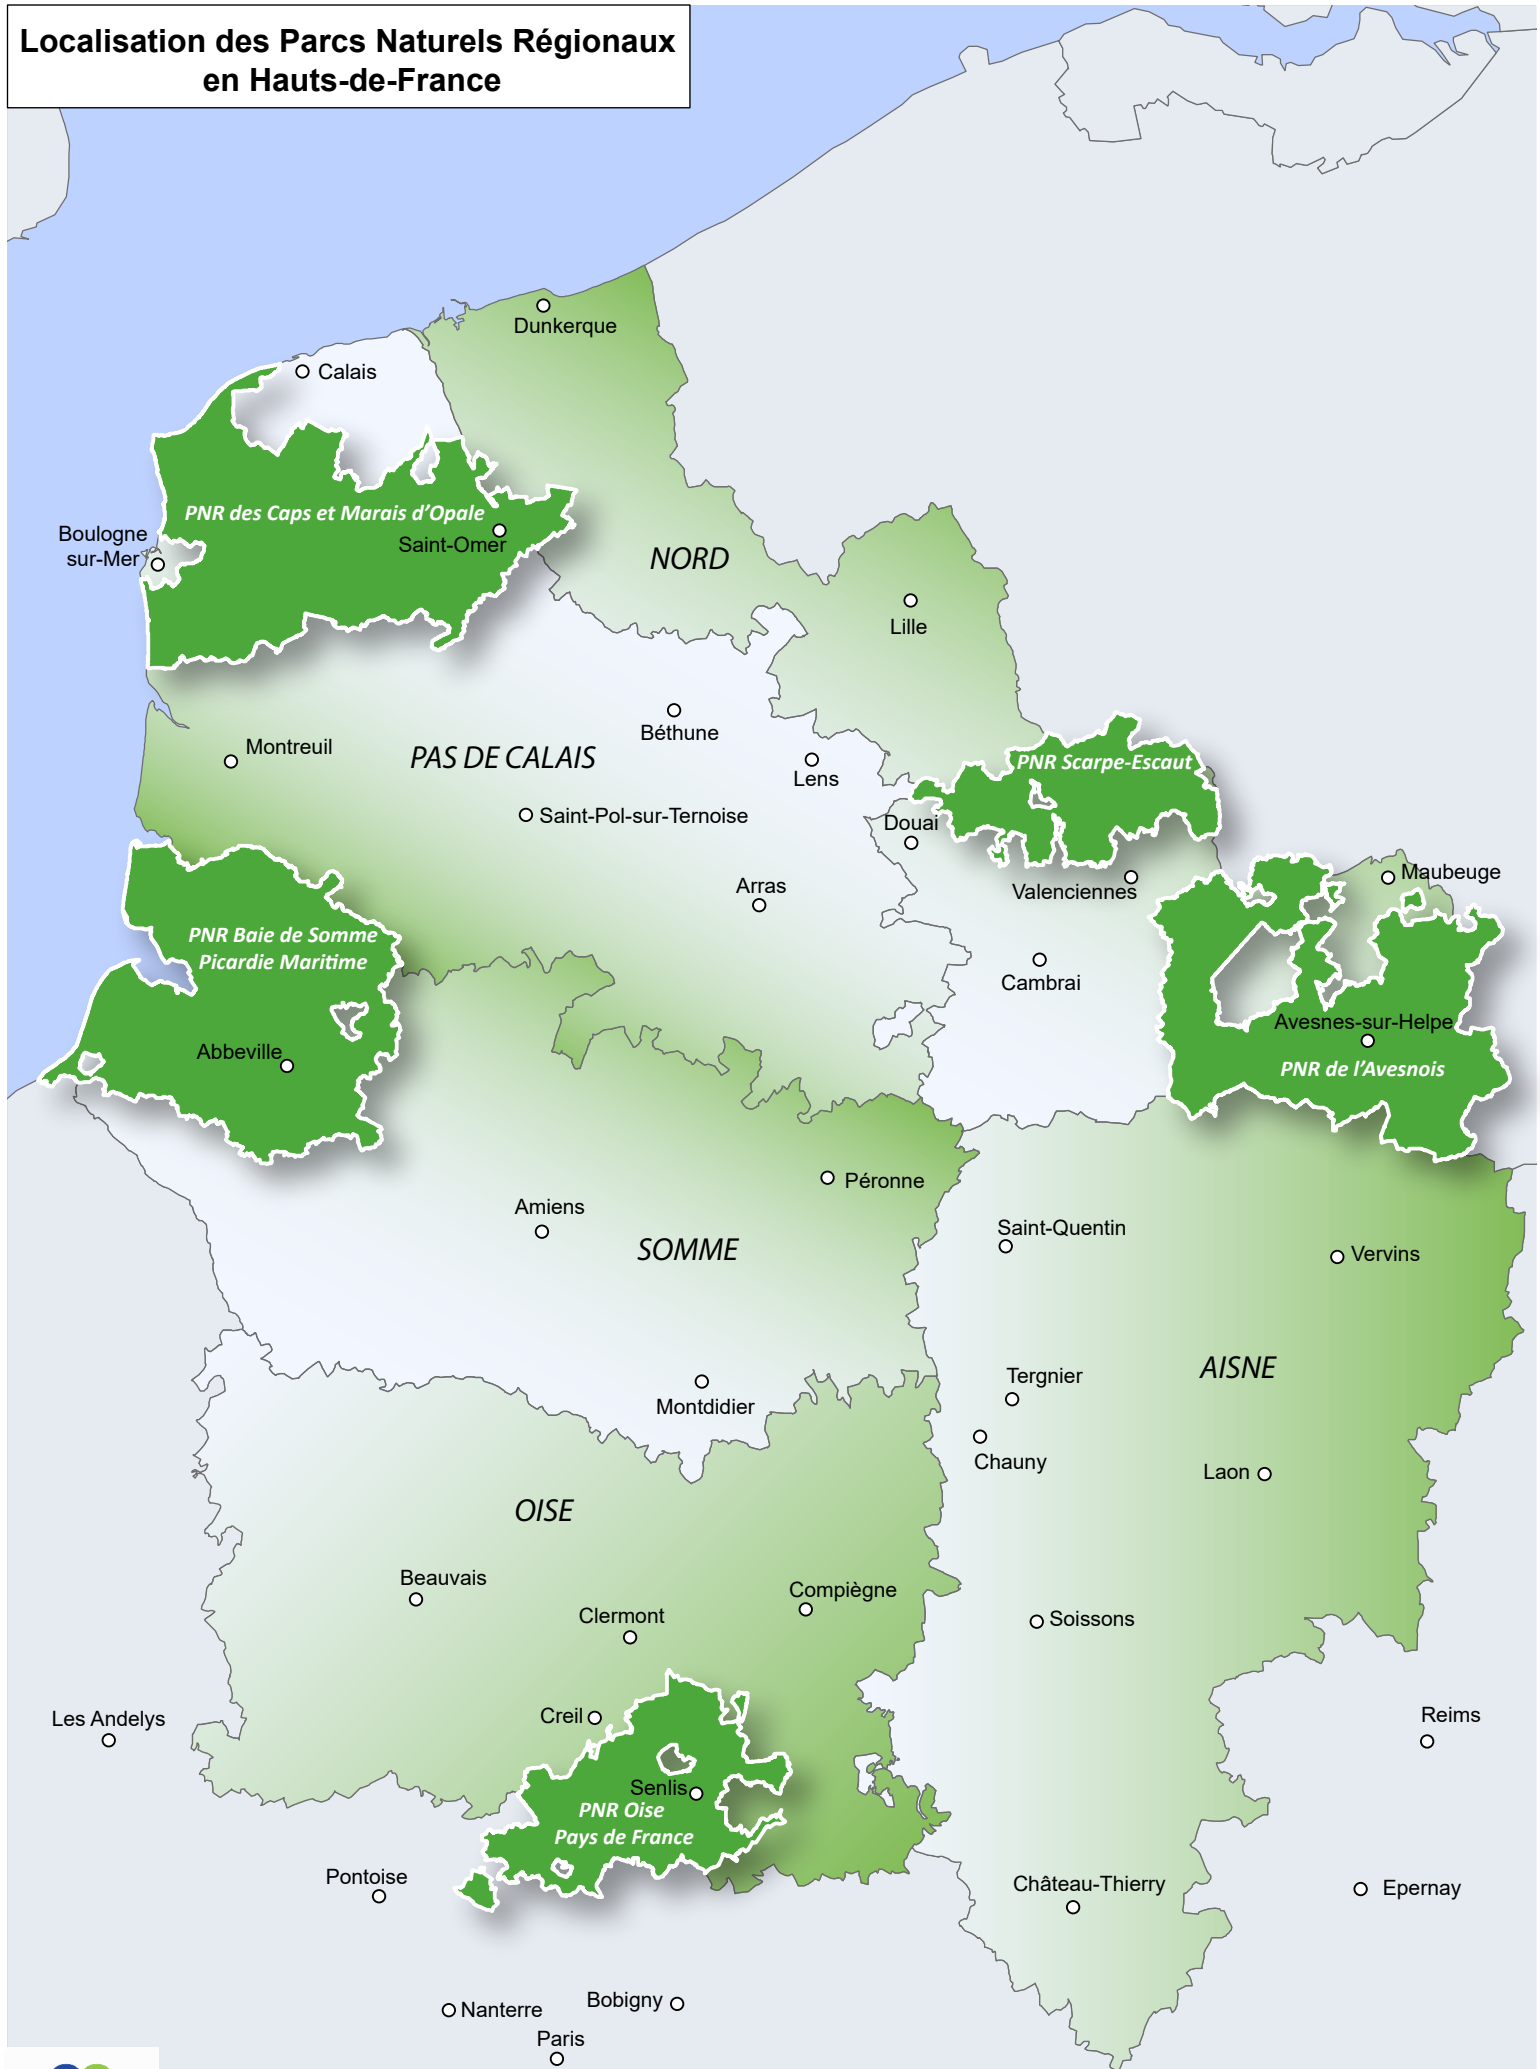 Localisation des Parcs Naturels Régionaux
en Hauts-de-France
Dunkerque
Calais
PNR des Caps et Marais d'Opale
Boulogne
sur-Mer
Saint-Omer
NORD
Lille
Béthune
Montreuil
PAS DE CALAIS
Lens
PNR Scarpe-Escaut
Saint-Pol-sur-Ternoise
Douai
Arras
Valenciennes
Maubeuge
PNR Baie de Somme
Picardie Maritime
Cambrai
Avesnes-sur-Helpe
Abbeville
PNR de l'Avesnois
Péronne
Amiens
Saint-Quentin
SOMME
Vervins
AISNE
Tergnier
Montdidier
Chauny
Laon
OISE
Beauvais
Compiègne
Clermont
Soissons
Creil
Les Andelys
Reims
Senlis
PNR Oise
Pays de France
Pontoise
Château-Thierry
Epernay
Nanterre
Bobigny
Paris